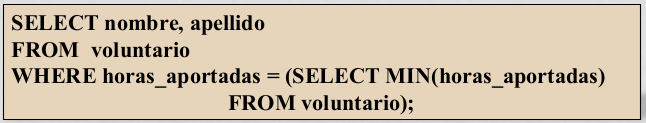 SELECT nombre, apellido
FROM voluntario
WHERE horas_aportadas = (SELECT MIN(horas_aportadas)
FROM voluntario);